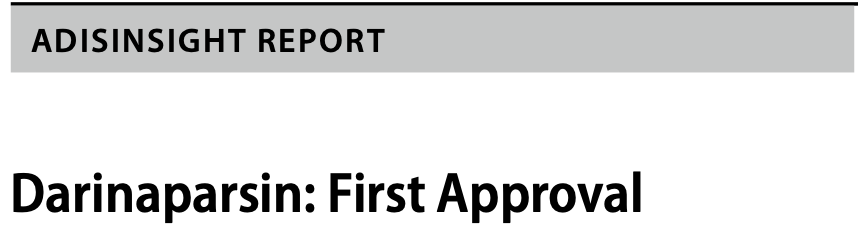 ADISINSIGHT REPORT
Darinaparsin: First Approval